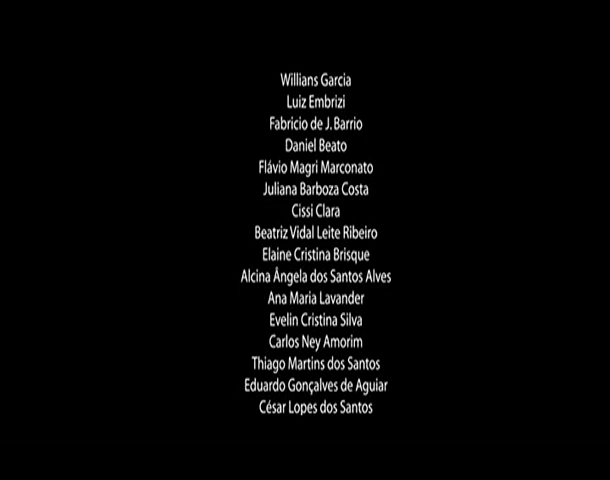 Willians Garcia
Luiz Embrizi
Fabricio de J. Barrio
Daniel Beato
Flávio Magri Marconato
Juliana Barboza Costa
Cissi Clara
Beatriz Vidal Leite Ribeiro
Elaine Cristina Brisque
Alcina Ângela dos Santos Alves
Ana Maria Lavander
Evelin Cristina Silva
Carlos Ney Amorim
Thiago Martins dos Santos
Eduardo Gonçalves de Aguiar
César Lopes dos Santos